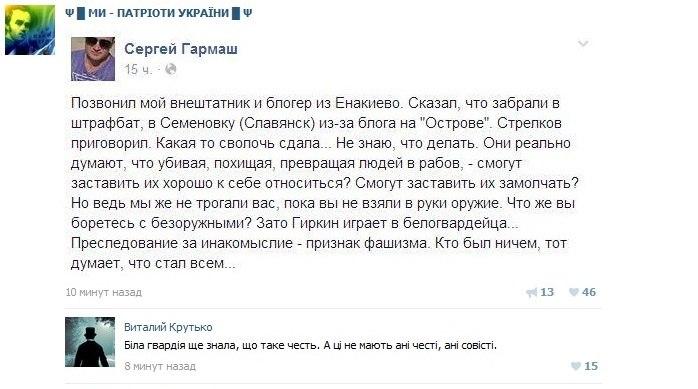 Ψ █ МИ - ПАТРІОТИ УКРАЇНИ █ Ψ
Сергей Гармаш
15 ч. ·
Позвонил мой внештатник и блогер из Енакиево. Сказал, что забрали в
штрафбат, в Семеновку (Славянск) из-за блога на "Острове". Стрелков
приговорил. Какая то сволочь сдала... Не знаю, что делать. Они реально
думают, что убивая, похищая, превращая людей в рабов, - смогут
заставить их хорошо к себе относиться? Смогут заставить их замолчать?
Но ведь мы же не трогали вас, пока вы не взяли в руки оружие. Что же вы
боретесь с безоружными? Зато Гиркин играет в белогвардейца...
Преследование за инакомыслие - признак фашизма. Кто был ничем, тот
думает, что стал всем...
10 минут назад
13
46
Виталий Крутько
Біла гвардія ще знала, що таке честь. А ці не мають ані честі, ані совісті.
8 минут назад
15